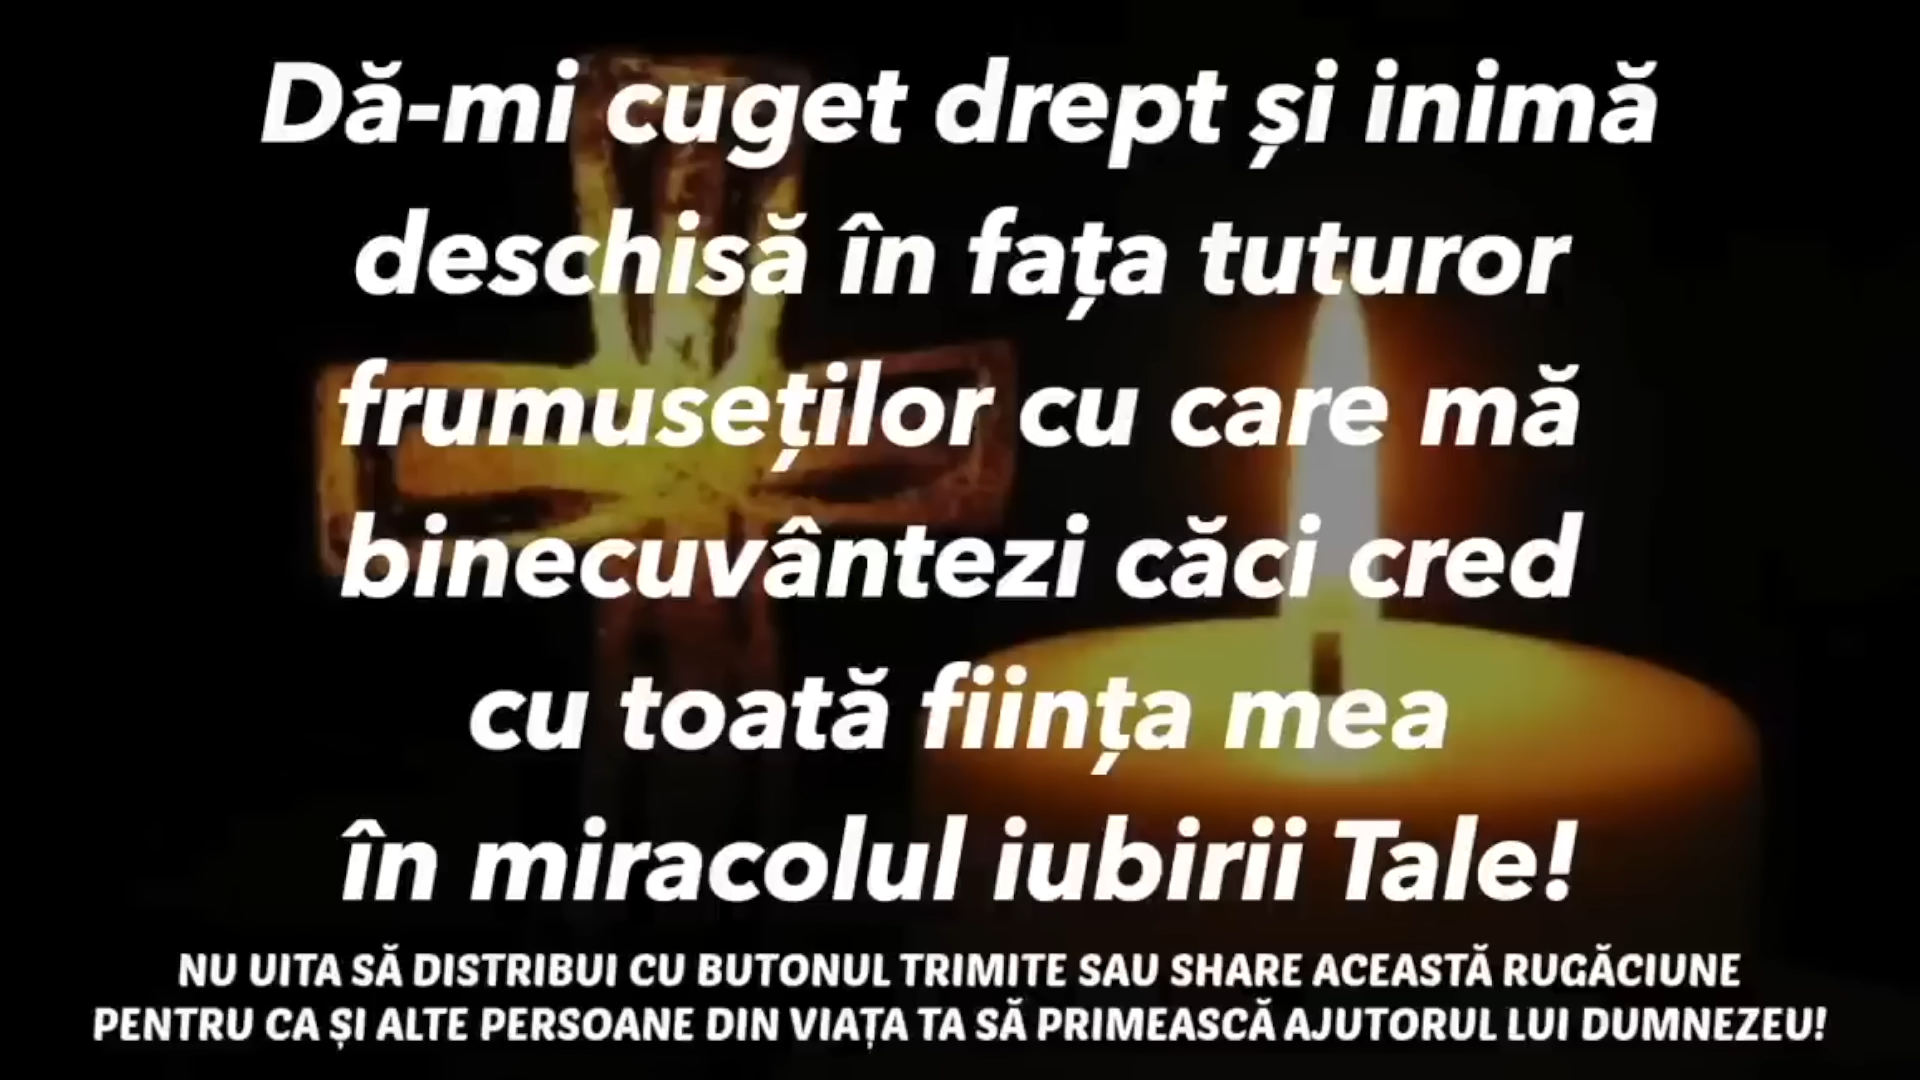 Dă-mi cuget drept și inimă
deschisă în fața tuturor
frumuseților cu care mă
binecuvântezi căci cred
cu toată ființa mea
în miracolul iubirii Tale!
NU UITA SĂ DISTRIBUI CU BUTONUL TRIMITE SAU SHARE ACEASTĂ RUGĂCIUNE
PENTRU CA ȘI ALTE PERSOANE DIN VIAȚA TA SĂ PRIMEASCĂ AJUTORUL LUI DUMNEZEU!